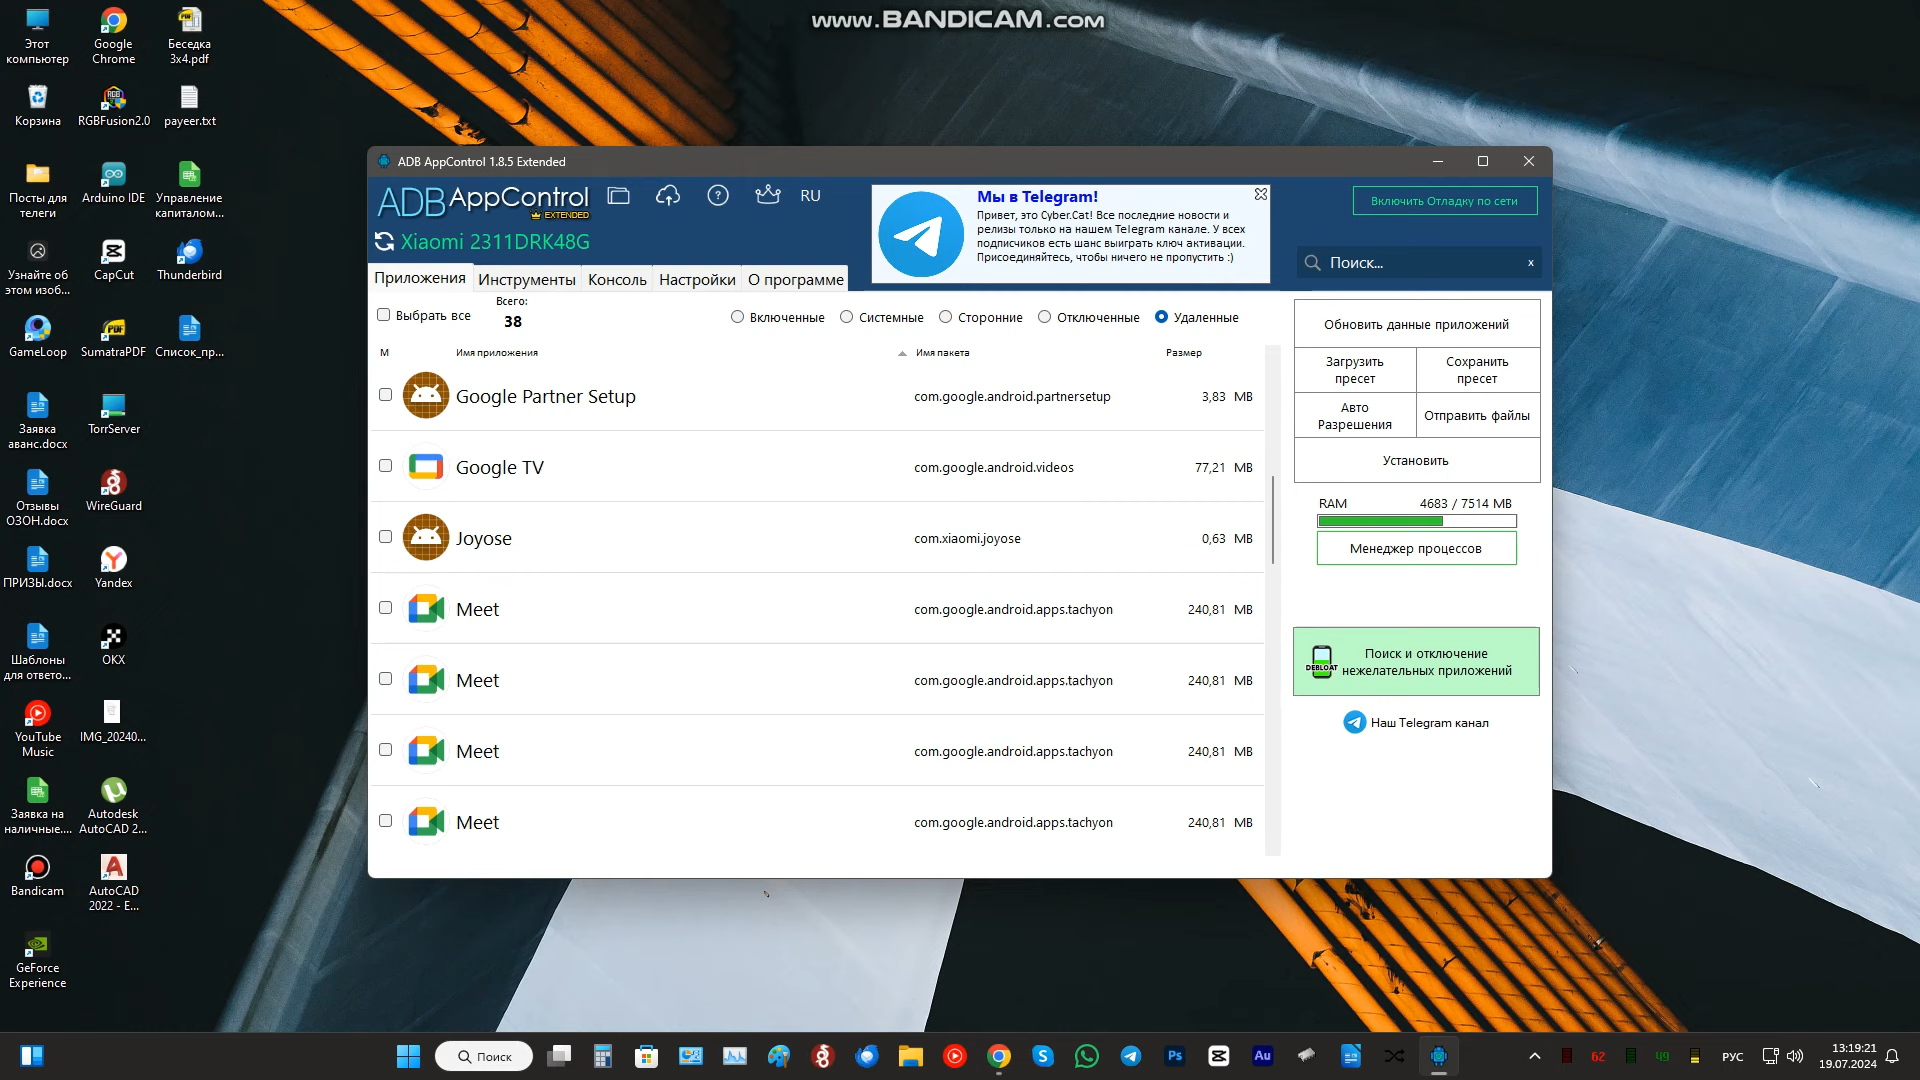 www.BANDICAM.com
Этот компьютер
Google Chrome
Беседка 3x4.pdf
Корзина
RGBFusion2.0
payeer.txt
Посты для телеги
Arduino IDE
Управление капиталом...
Узнайте об этом изоб...
CapCut
Thunderbird
GameLoop
SumatraPDF
Список_пр...
Заявка аванс.docx
TorrServer
Отзывы ОЗОН.docx
WireGuard
ПРИЗЫ.docx
Yandex
Шаблоны для ответо...
OKX
YouTube Music
IMG_20240...
Заявка на наличные....
Autodesk AutoCAD 2...
Bandicam
AutoCAD 2022 - E...
GeForce Experience
ADB AppControl 1.8.5 Extended
ADB AppControl
EXTENDED
RU
Xiaomi 2311DRK48G
Мы в Telegram!
Привет, это Cyber.Cat! Все последние новости и
релизы только на нашем Telegram канале. У всех
подписчиков есть шанс выиграть ключ активации.
Присоединяйтесь, чтобы ничего не пропустить :)
Включить Отладку по сети
Поиск...
x
Приложения
Инструменты
Консоль
Настройки
О программе
Выбрать все
Всего:
38
Включенные
Системные
Сторонние
Отключенные
Удаленные
М
Имя приложения
Имя пакета
Размер
Google Partner Setup com.google.android.partnersetup 3,83 MB
Google TV com.google.android.videos 77,21 MB
Joyose com.xiaomi.joyose 0,63 MB
Meet com.google.android.apps.tachyon 240,81 MB
Meet com.google.android.apps.tachyon 240,81 MB
Meet com.google.android.apps.tachyon 240,81 MB
Meet com.google.android.apps.tachyon 240,81 MB
Обновить данные приложений
Загрузить пресет
Сохранить пресет
Авто Разрешения
Отправить файлы
Установить
RAM 4683 / 7514 MB
Менеджер процессов
DEBLOAT
Поиск и отключение
нежелательных приложений
Наш Telegram канал
Поиск
Ps
Au
62
49
РУС
13:19:21
19.07.2024